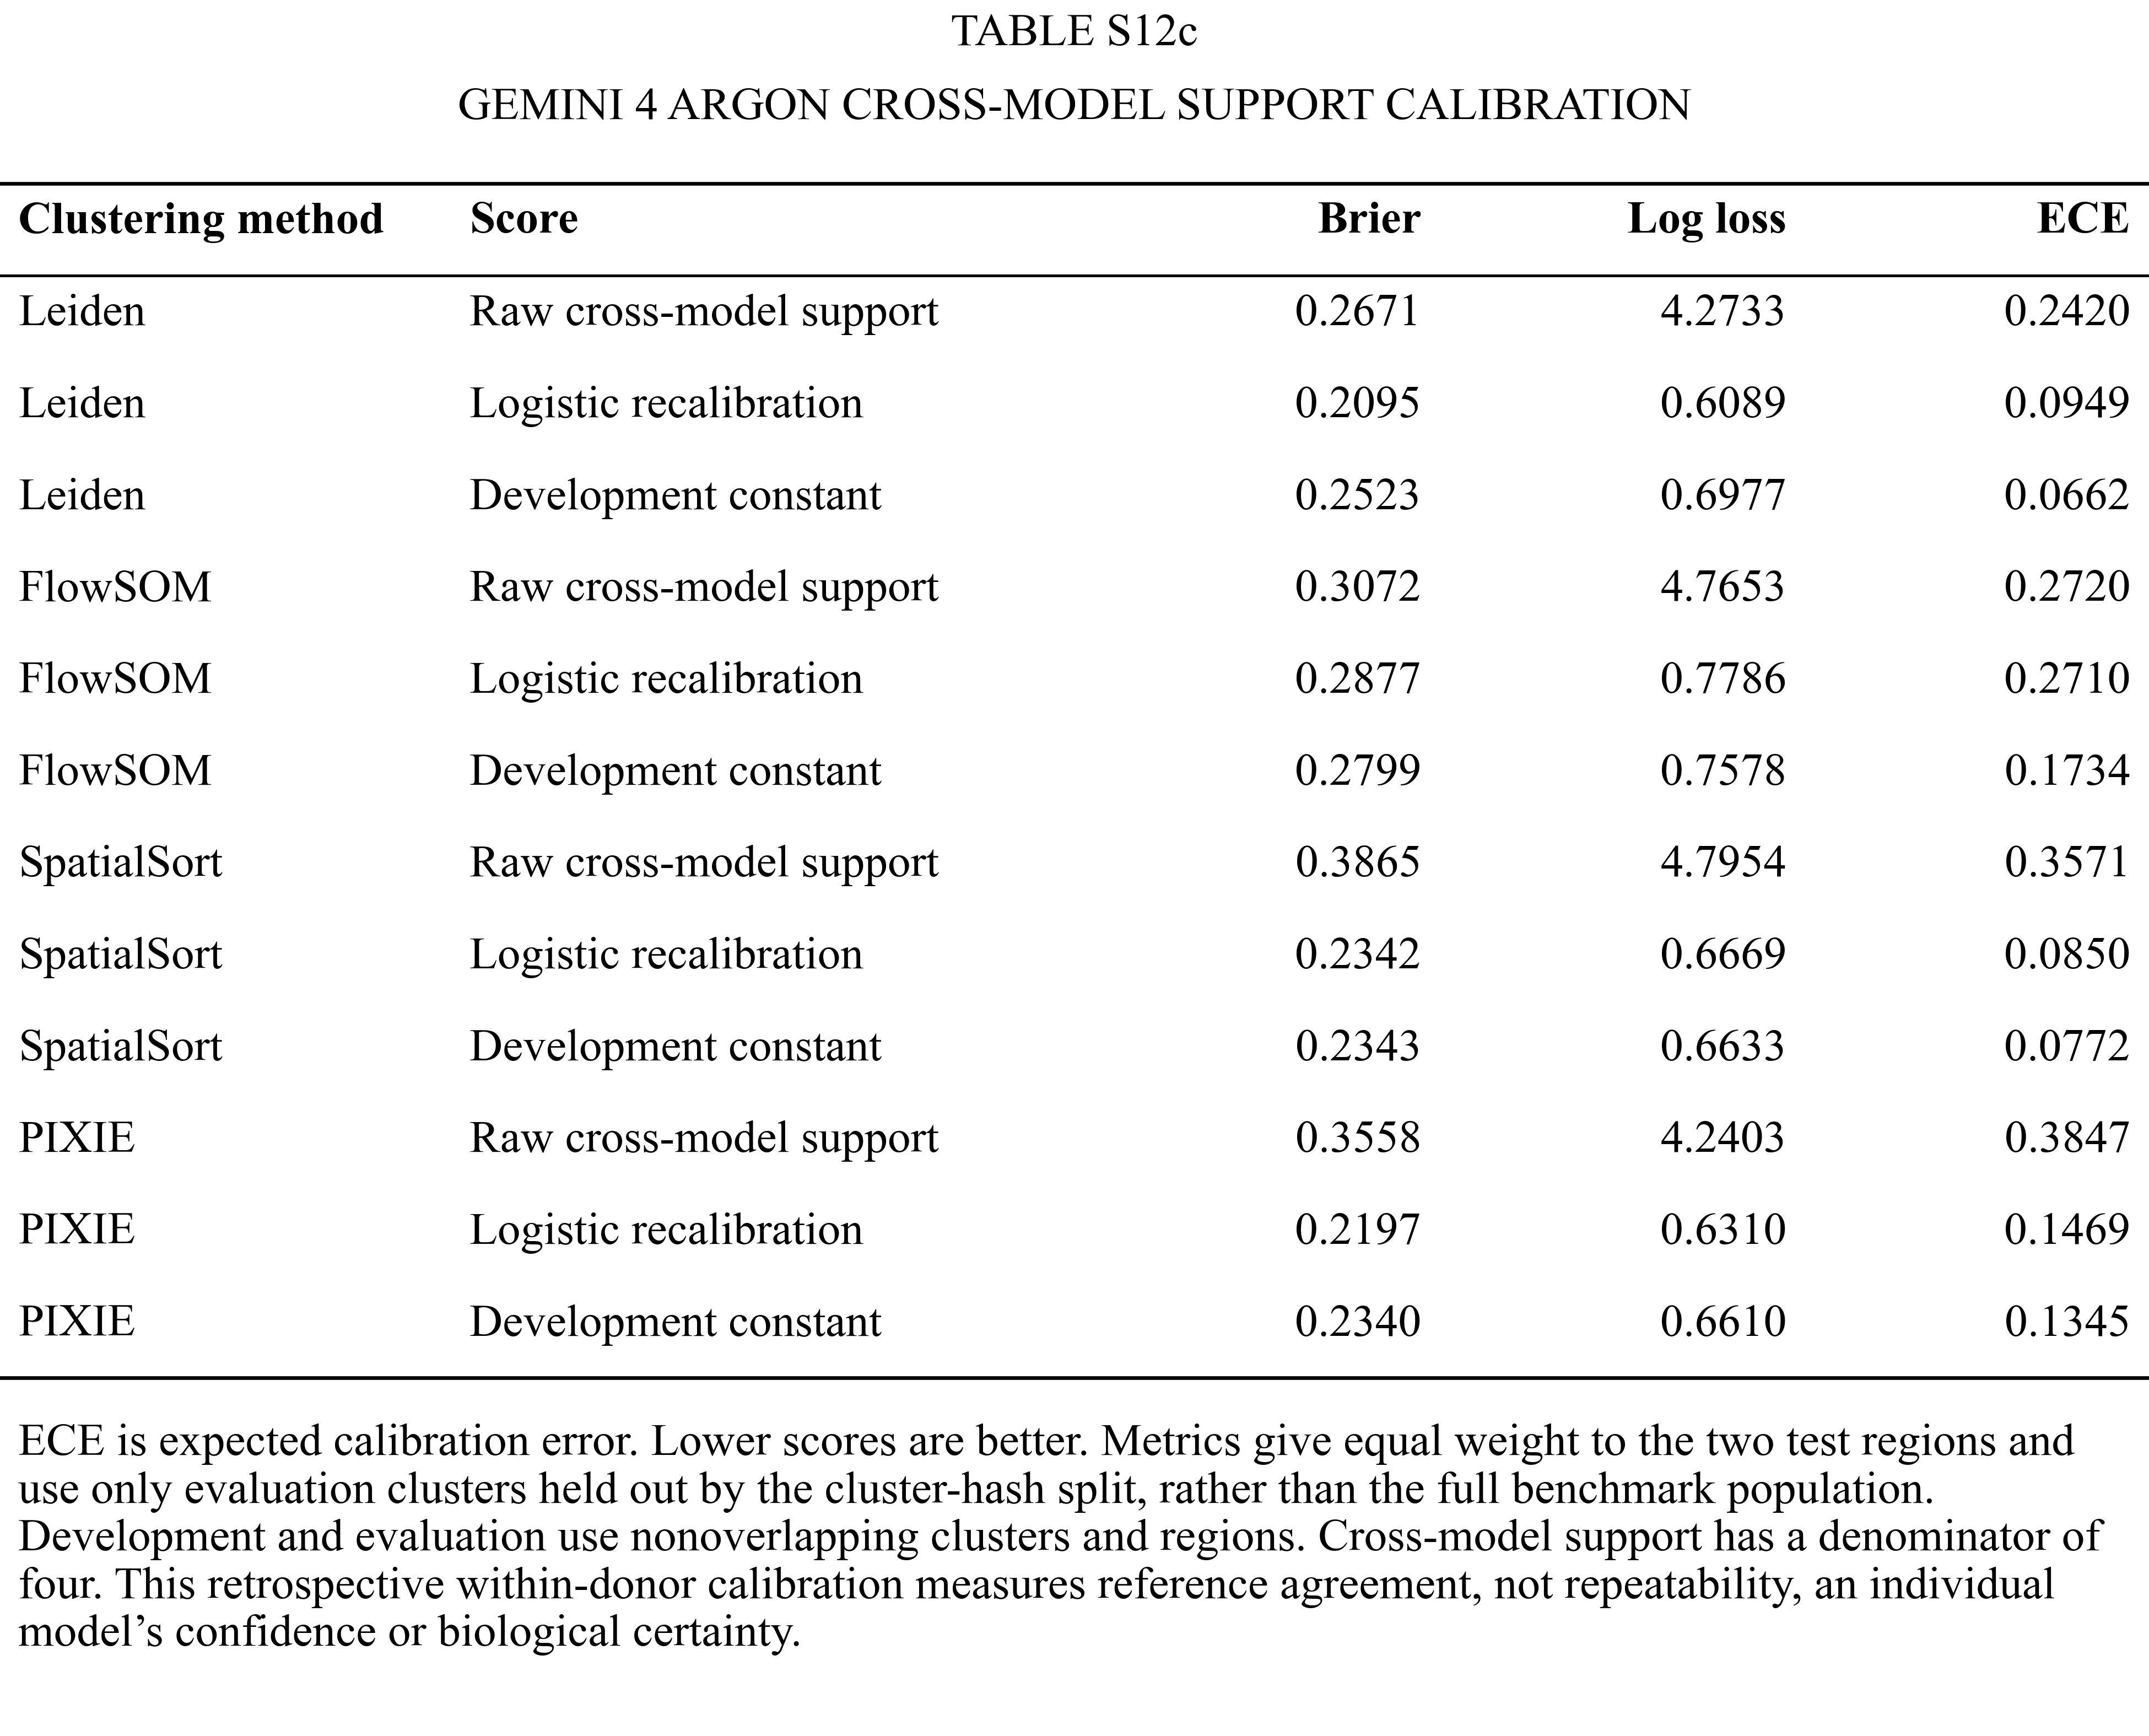 TABLE S12c
GEMINI 4 ARGON CROSS-MODEL SUPPORT CALIBRATION
Clustering method Score Brier Log loss ECE
Leiden Raw cross-model support 0.2671 4.2733 0.2420
Leiden Logistic recalibration 0.2095 0.6089 0.0949
Leiden Development constant 0.2523 0.6977 0.0662
FlowSOM Raw cross-model support 0.3072 4.7653 0.2720
FlowSOM Logistic recalibration 0.2877 0.7786 0.2710
FlowSOM Development constant 0.2799 0.7578 0.1734
SpatialSort Raw cross-model support 0.3865 4.7954 0.3571
SpatialSort Logistic recalibration 0.2342 0.6669 0.0850
SpatialSort Development constant 0.2343 0.6633 0.0772
PIXIE Raw cross-model support 0.3558 4.2403 0.3847
PIXIE Logistic recalibration 0.2197 0.6310 0.1469
PIXIE Development constant 0.2340 0.6610 0.1345
ECE is expected calibration error. Lower scores are better. Metrics give equal weight to the two test regions and
use only evaluation clusters held out by the cluster-hash split, rather than the full benchmark population.
Development and evaluation use nonoverlapping clusters and regions. Cross-model support has a denominator of
four. This retrospective within-donor calibration measures reference agreement, not repeatability, an individual
model’s confidence or biological certainty.